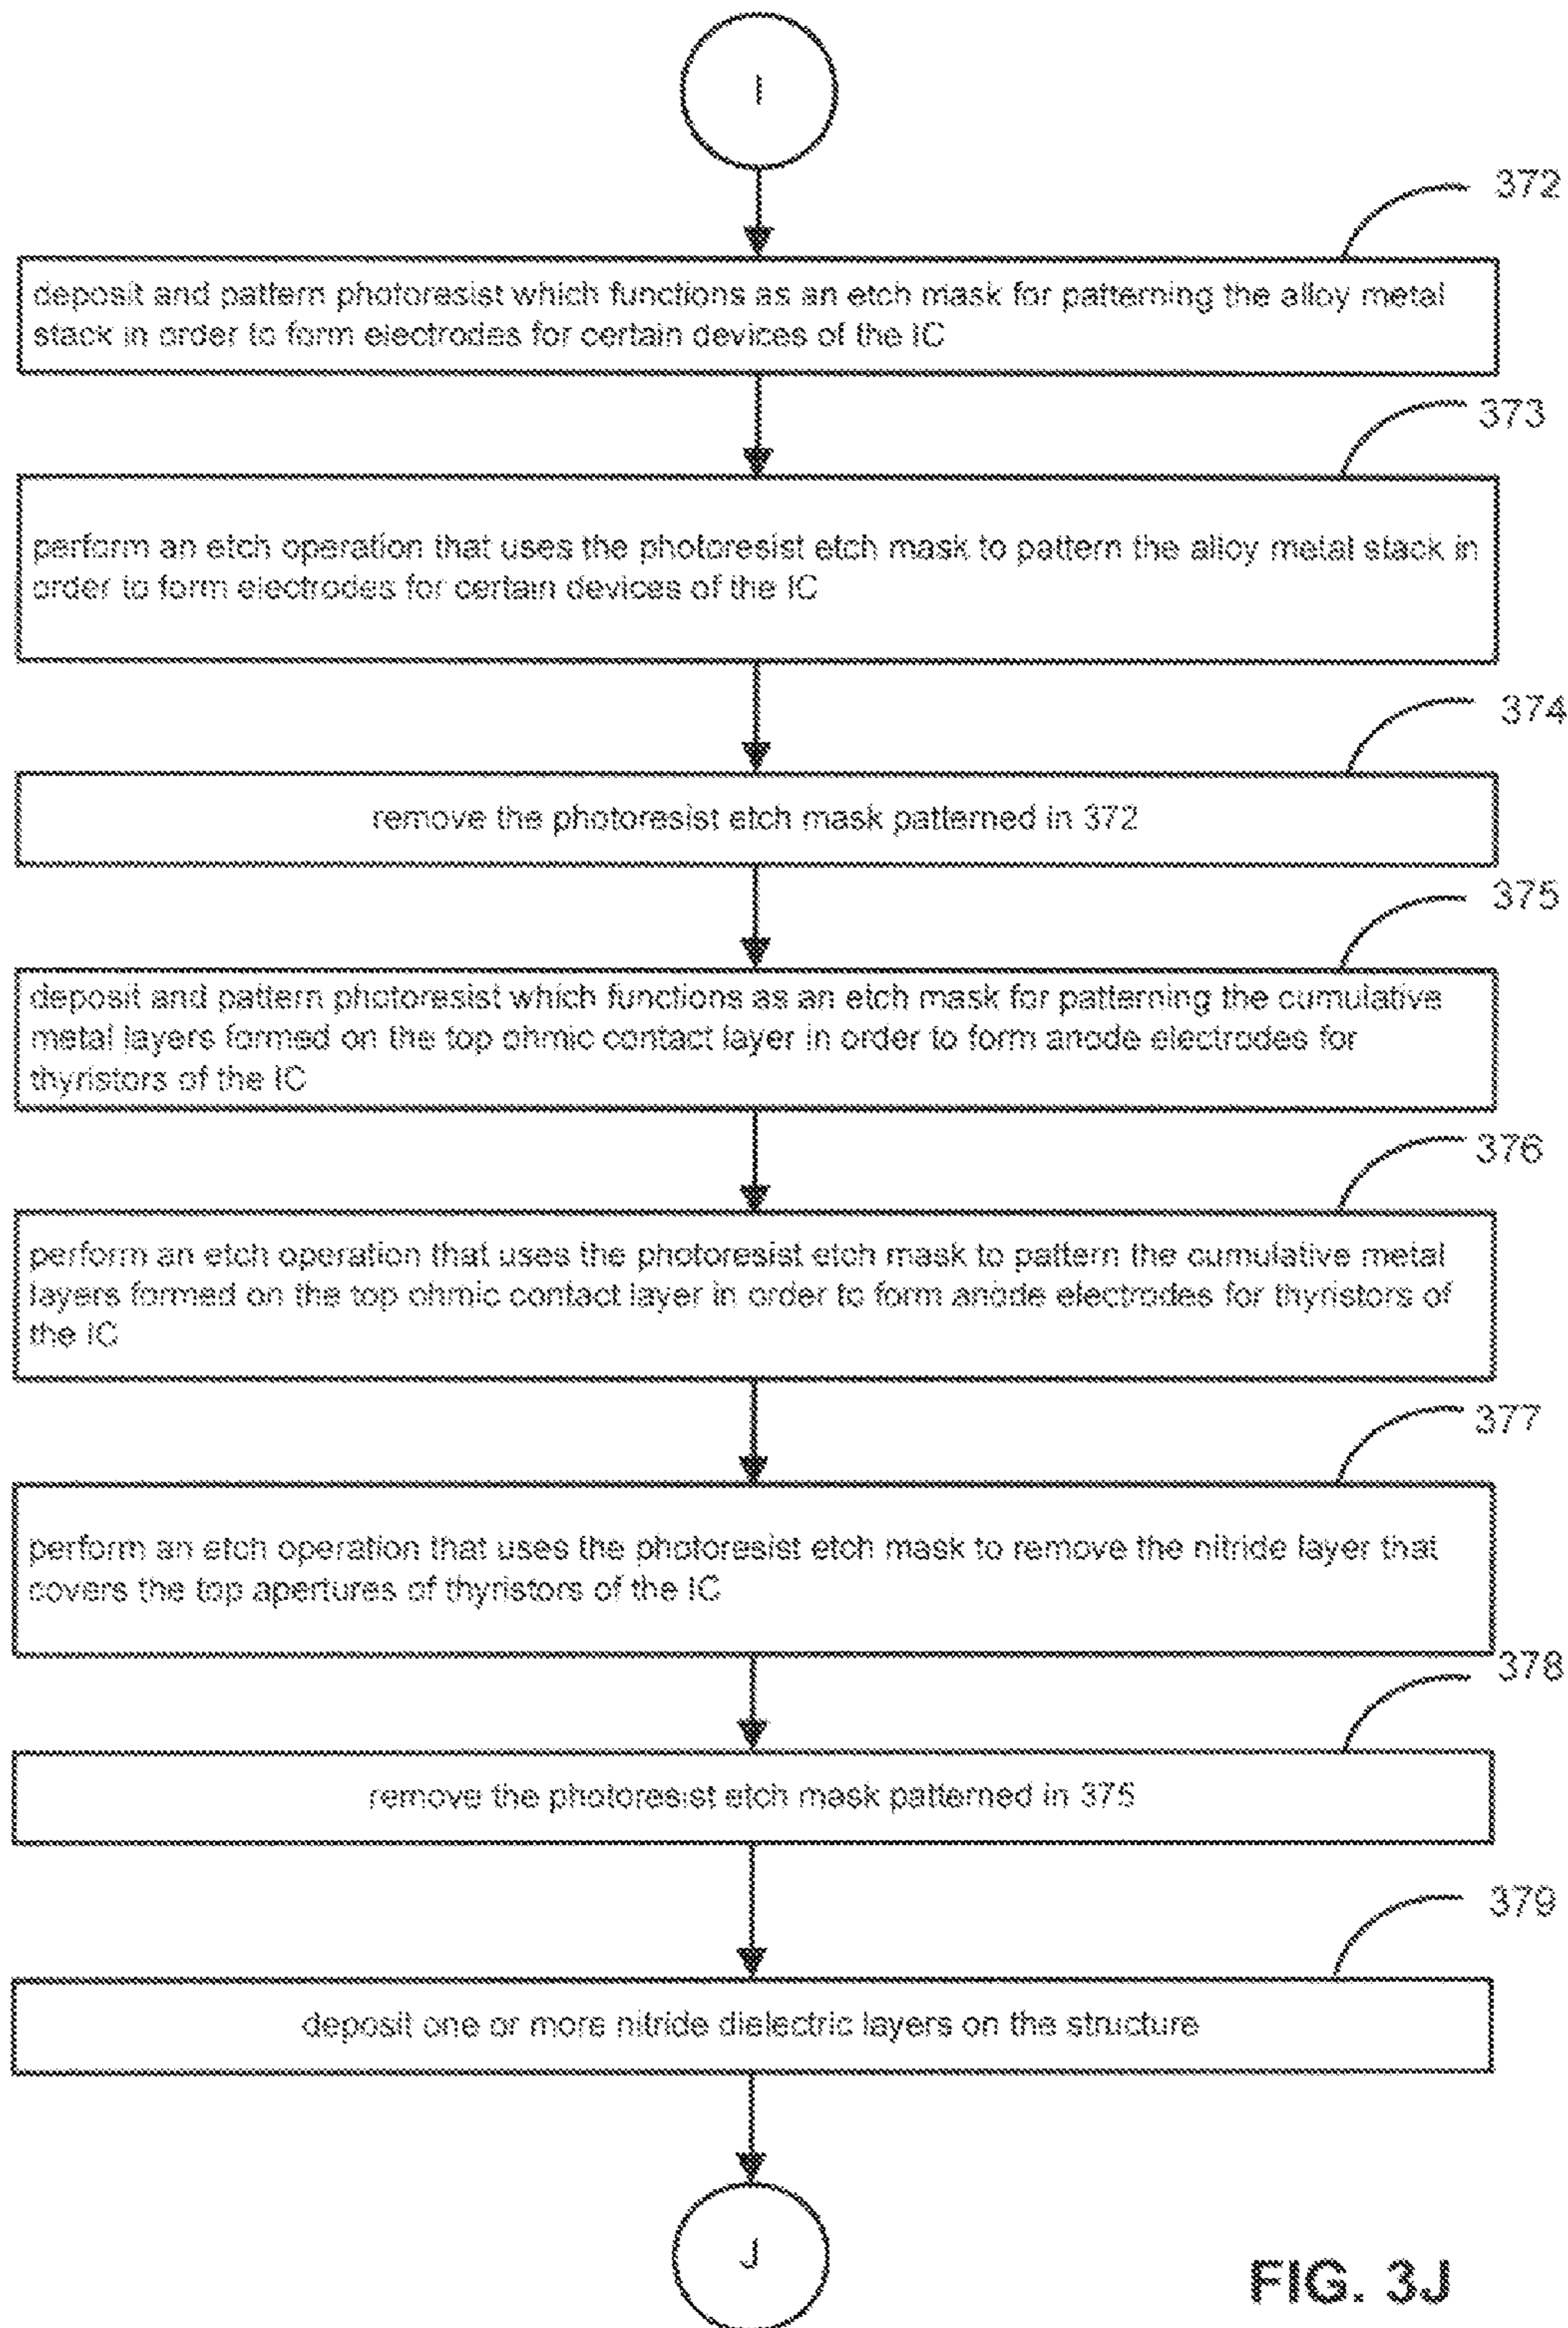 I
372
deposit and pattern photoresist which functions as an etch mask for patterning the alloy metal
stack in order to form electrodes for certain devices of the IC
373
perform an etch operation that uses the photoresist etch mask to pattern the alloy metal stack in
order to form electrodes for certain devices of the IC
374
remove the photoresist etch mask patterned in 372
375
deposit and pattern photoresist which functions as an etch mask for patterning the cumulative
metal layers formed on the top ohmic contact layer in order to form anode electrodes for
thyristors of the IC
376
perform an etch operation that uses the photoresist etch mask to pattern the cumulative metal
layers formed on the top ohmic contact layer in order to form anode electrodes for thyristors of
the IC
377
perform an etch operation that uses the photoresist etch mask to remove the nitride layer that
covers the top apertures of thyristors of the IC
378
remove the photoresist etch mask patterned in 375
379
deposit one or more nitride dielectric layers on the structure
J
FIG. 3J